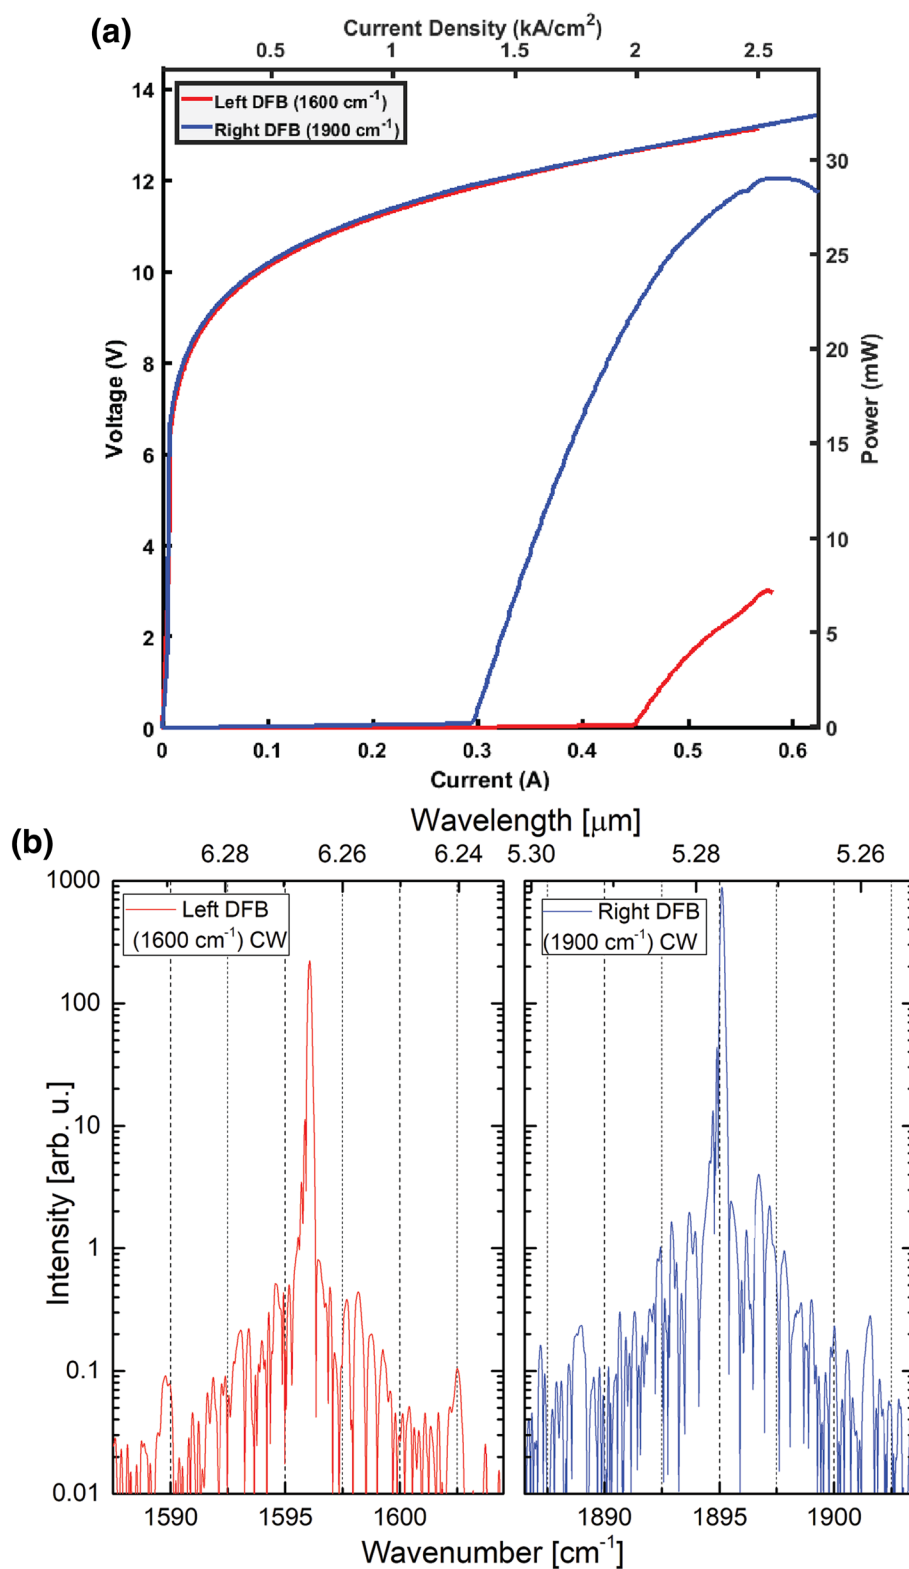 (a)
Current Density (kA/cm²)
0.5 1 1.5 2 2.5
14
12
10
8
6
4
2
0
Voltage (V)
Left DFB (1600 cm⁻¹)
Right DFB (1900 cm⁻¹)
30
25
20
15
10
5
0
Power (mW)
0 0.1 0.2 0.3 0.4 0.5 0.6
Current (A)
(b)
Wavelength [μm]
6.28 6.26 6.24 5.30 5.28 5.26
1000
100
10
1
0.1
0.01
Intensity [arb. u.]
Left DFB
(1600 cm⁻¹) CW
Right DFB
(1900 cm⁻¹) CW
1590 1595 1600 1890 1895 1900
Wavenumber [cm⁻¹]